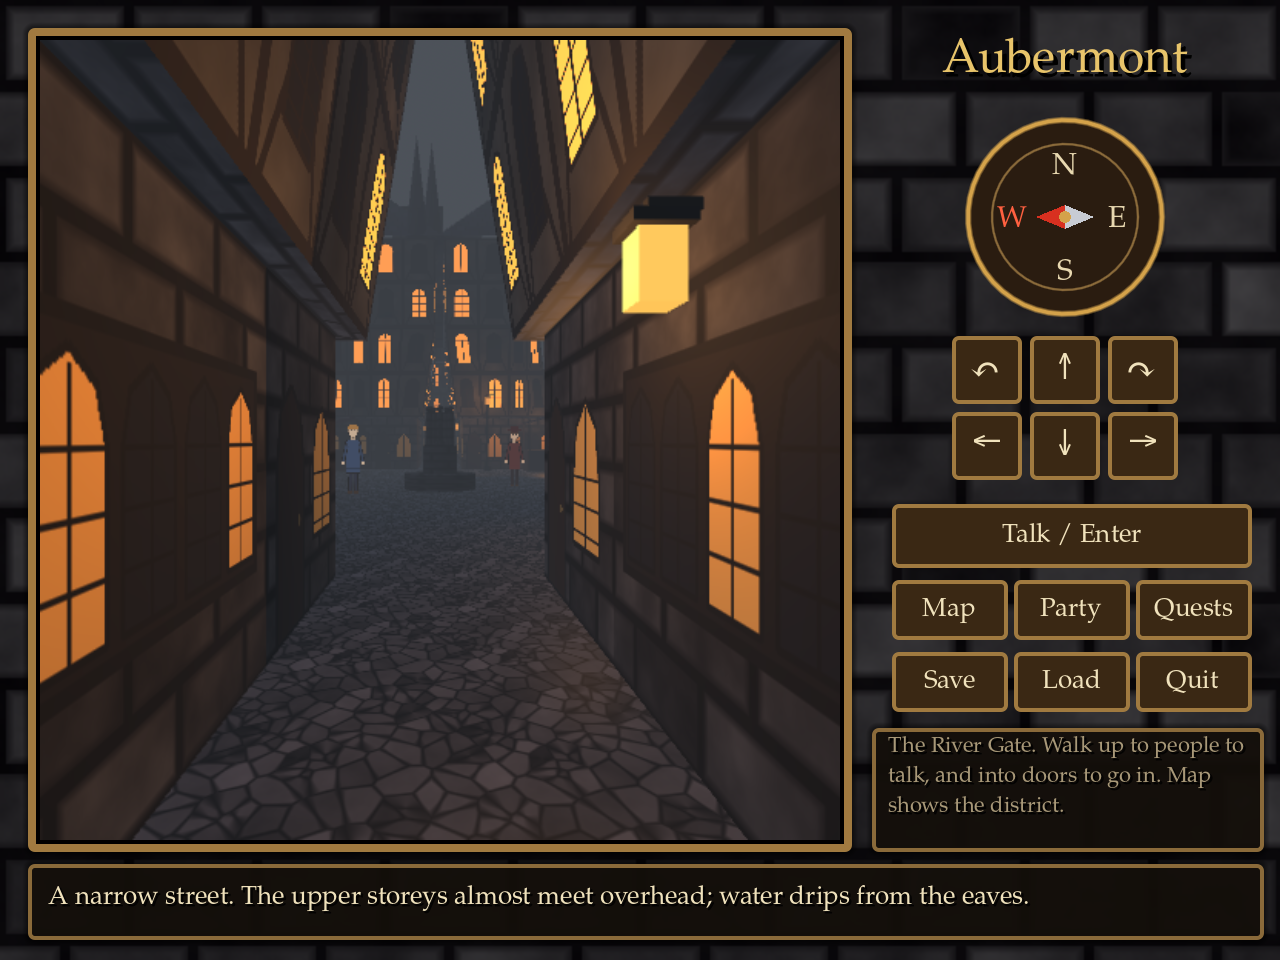 Aubermont
N
W E
S
↶ ↑ ↷
← ↓ →
Talk / Enter
Map Party Quests
Save Load Quit
The River Gate. Walk up to people to
talk, and into doors to go in. Map
shows the district.
A narrow street. The upper storeys almost meet overhead; water drips from the eaves.